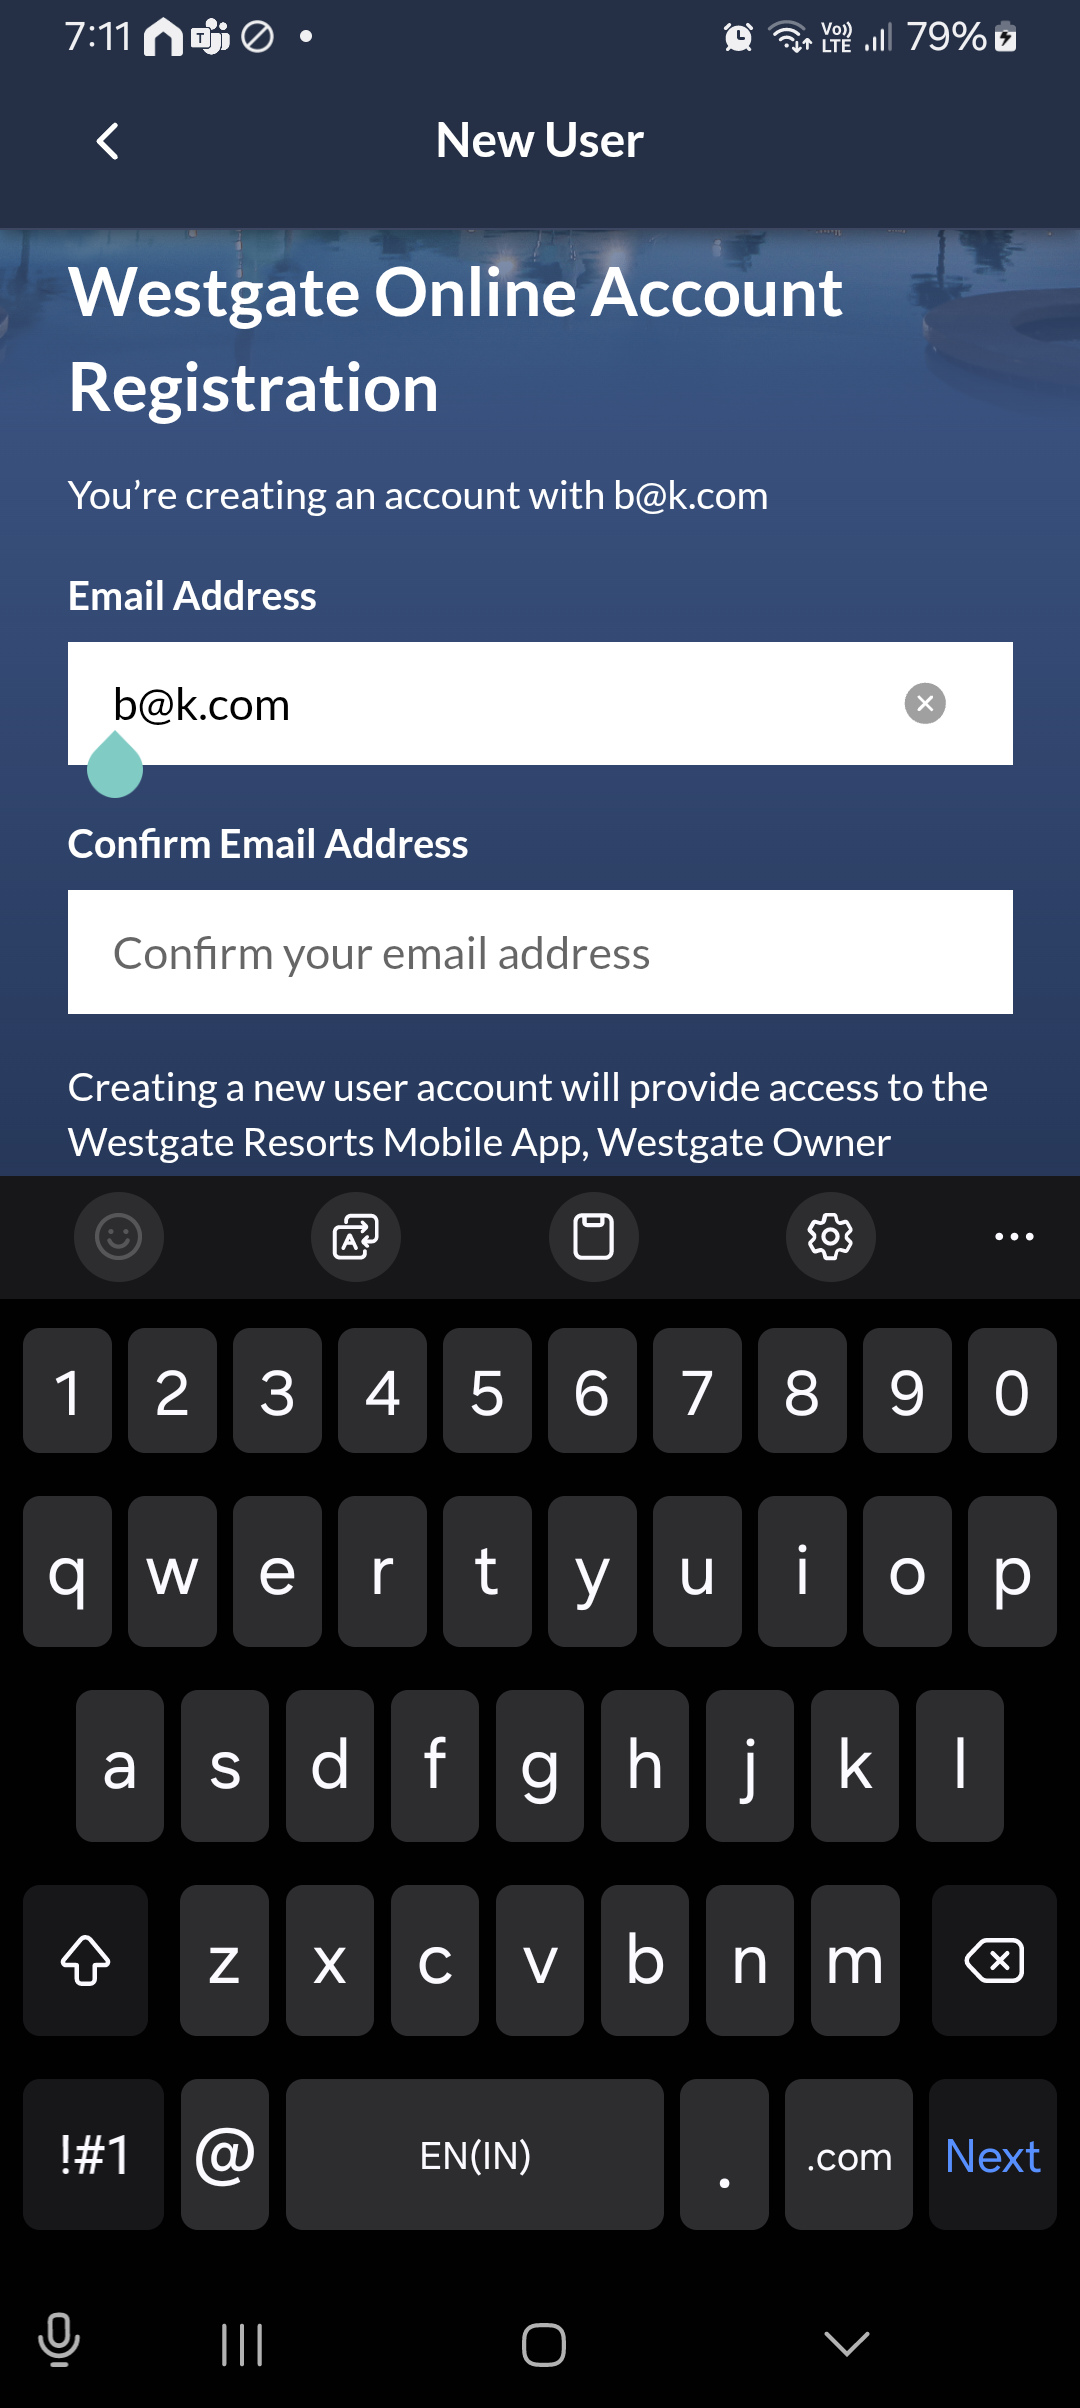 7:11
Vo)) LTE 79%
New User
Westgate Online Account
Registration
You’re creating an account with b@k.com
Email Address
b@k.com
Confirm Email Address
Confirm your email address
Creating a new user account will provide access to the
Westgate Resorts Mobile App, Westgate Owner
1 2 3 4 5 6 7 8 9 0
q w e r t y u i o p
a s d f g h j k l
z x c v b n m
!#1 @ EN(IN) . .com Next